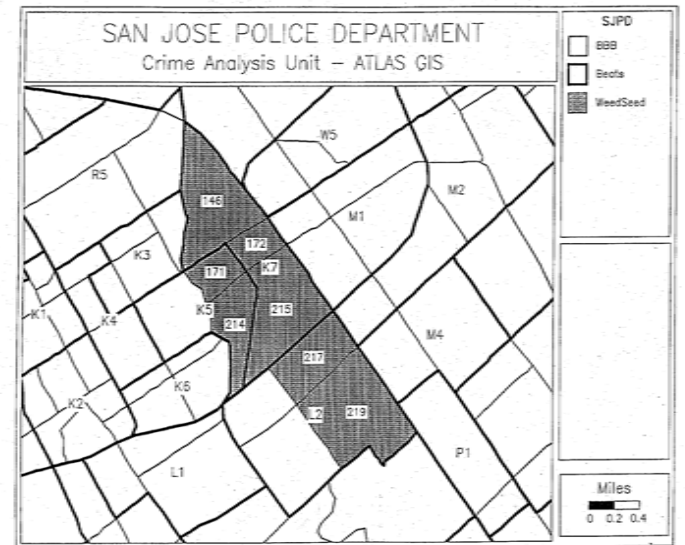 SAN JOSE POLICE DEPARTMENT
Crime Analysis Unit – ATLAS GIS
SJPD
BBB
Beats
WeedSeed
W5
R5
M2
146
M1
172
K3
K7
171
K5
215
K1
K4
214
M4
217
K6
K2
L2
219
P1
L1
Miles
0 0.2 0.4